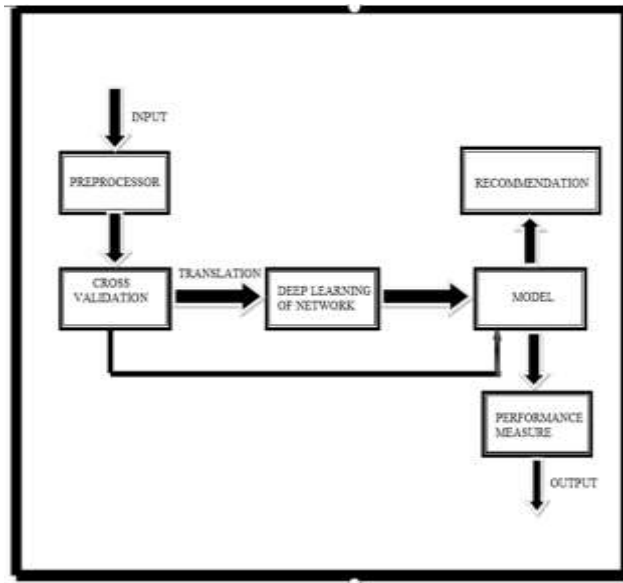 INPUT
PREPROCESSOR
RECOMMENDATION
CROSS
VALIDATION
TRANSLATION
DEEP LEARNING
OF NETWORK
MODEL
PERFORMANCE
MEASURE
OUTPUT